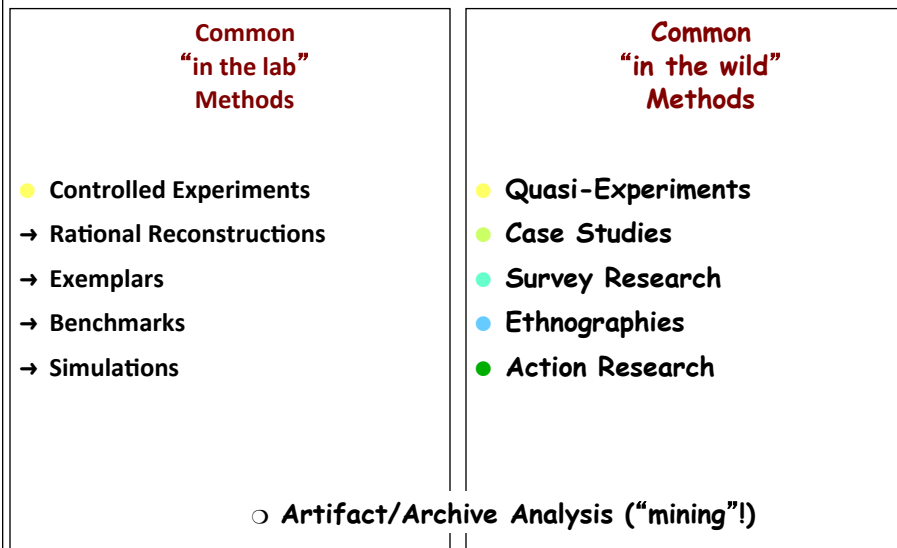 Common
“in the lab”
Methods
● Controlled Experiments
→ Rational Reconstructions
→ Exemplars
→ Benchmarks
→ Simulations
Common
“in the wild”
Methods
● Quasi-Experiments
● Case Studies
● Survey Research
● Ethnographies
● Action Research
❍ Artifact/Archive Analysis (“mining”!)